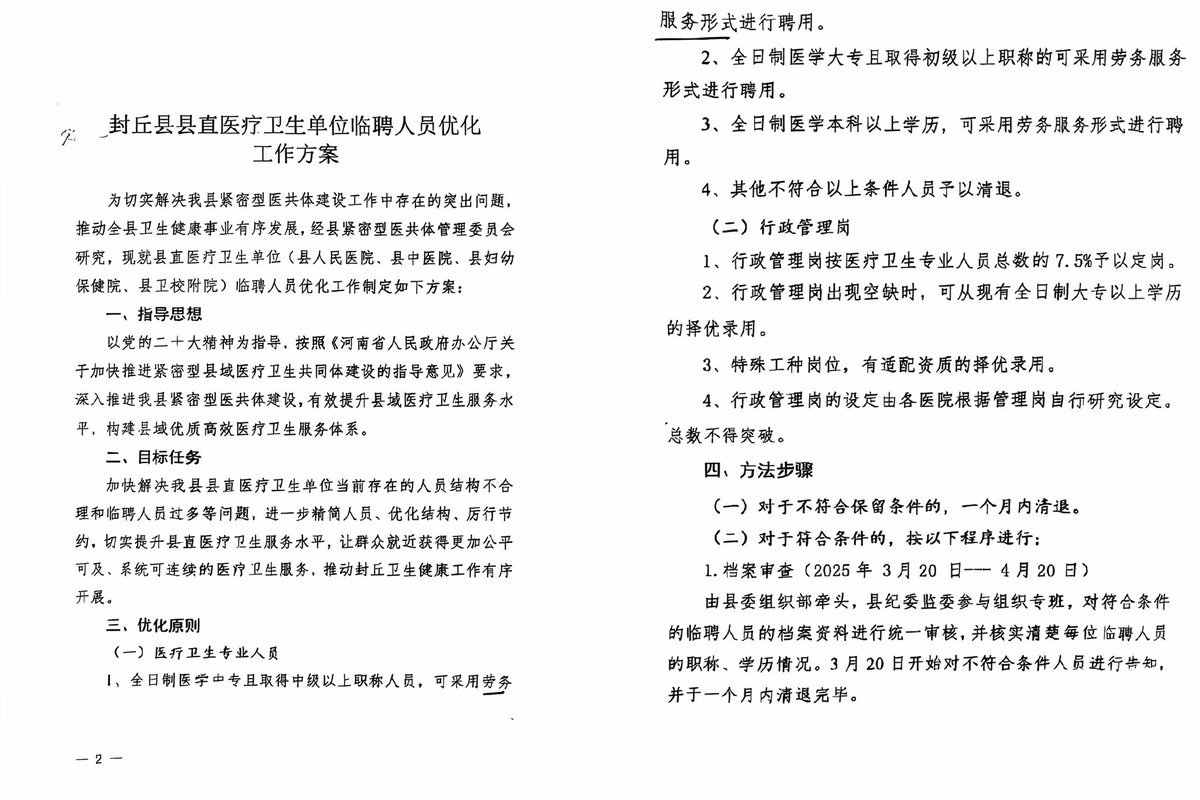 封丘县县直医疗卫生单位临聘人员优化
工作方案
为切实解决我县紧密型医共体建设工作中存在的突出问题，
推动全县卫生健康事业有序发展，经县紧密型医共体管理委员会
研究，现就县直医疗卫生单位（县人民医院、县中医院、县妇幼
保健院、县卫校附院）临聘人员优化工作制定如下方案：
一、指导思想
以党的二十大精神为指导，按照《河南省人民政府办公厅关
于加快推进紧密型县域医疗卫生共同体建设的指导意见》要求，
深入推进我县紧密型医共体建设，有效提升县域医疗卫生服务水
平，构建县域优质高效医疗卫生服务体系。
二、目标任务
加快解决我县县直医疗卫生单位当前存在的人员结构不合
理和临聘人员过多等问题，进一步精简人员、优化结构、厉行节
约，切实提升县直医疗卫生服务水平，让群众就近获得更加公平
可及、系统可连续的医疗卫生服务，推动封丘卫生健康工作有序
开展。
三、优化原则
（一）医疗卫生专业人员
1、全日制医学中专且取得中级以上职称人员，可采用劳务
— 2 —
服务形式进行聘用。
2、全日制医学大专且取得初级以上职称的可采用劳务服务
形式进行聘用。
3、全日制医学本科以上学历，可采用劳务服务形式进行聘
用。
4、其他不符合以上条件人员予以清退。
（二）行政管理岗
1、行政管理岗按医疗卫生专业人员总数的7.5%予以定岗。
2、行政管理岗出现空缺时，可从现有全日制大专以上学历
的择优录用。
3、特殊工种岗位，有适配资质的择优录用。
4、行政管理岗的设定由各医院根据管理岗自行研究设定。
总数不得突破。
四、方法步骤
（一）对于不符合保留条件的，一个月内清退。
（二）对于符合条件的，按以下程序进行：
1.档案审查（2025年 3月20 日—— 4月20日）
由县委组织部牵头，县纪委监委参与组织专班，对符合条件
的临聘人员的档案资料进行统一审核，并核实清楚每位临聘人员
的职称、学历情况。3月20日开始对不符合条件人员进行告知，
并于一个月内清退完毕。